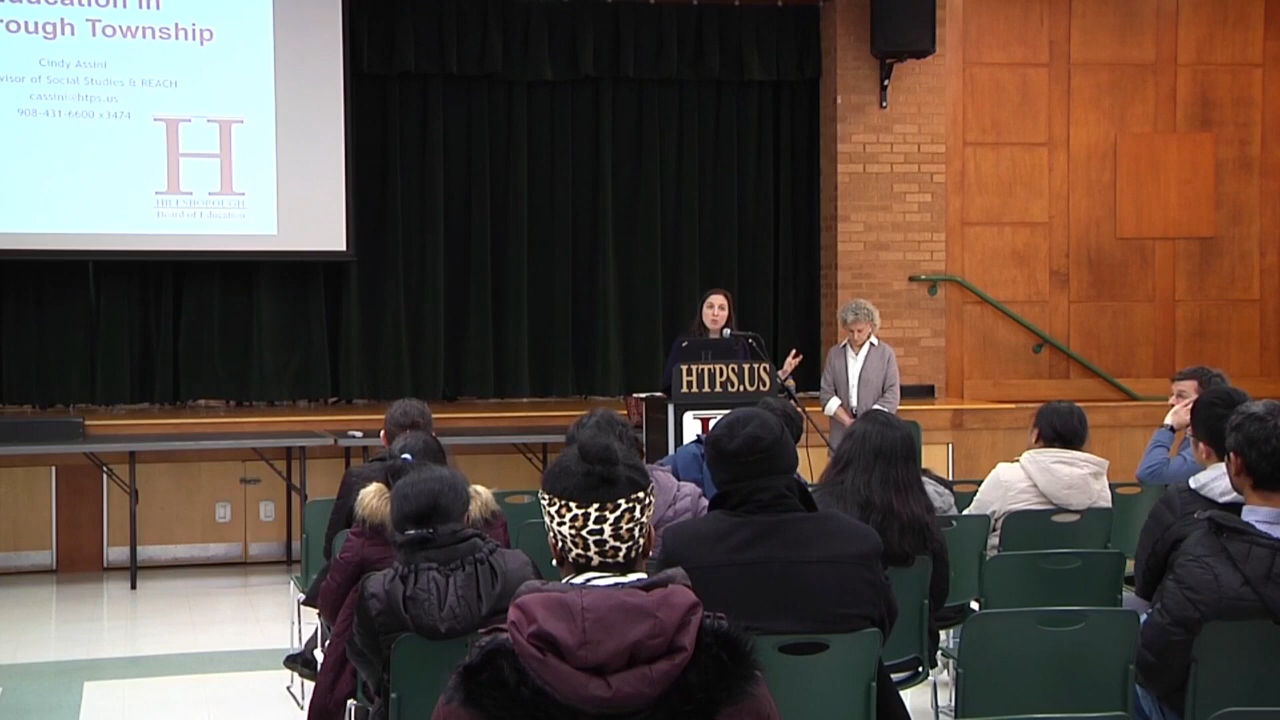 ducation in
rough Township
Cindy Assini
visor of Social Studies & REACH
cassini@htps.us
908-431-6600 x3474
H
HILLSBOROUGH
Board of Education
HTPS.US